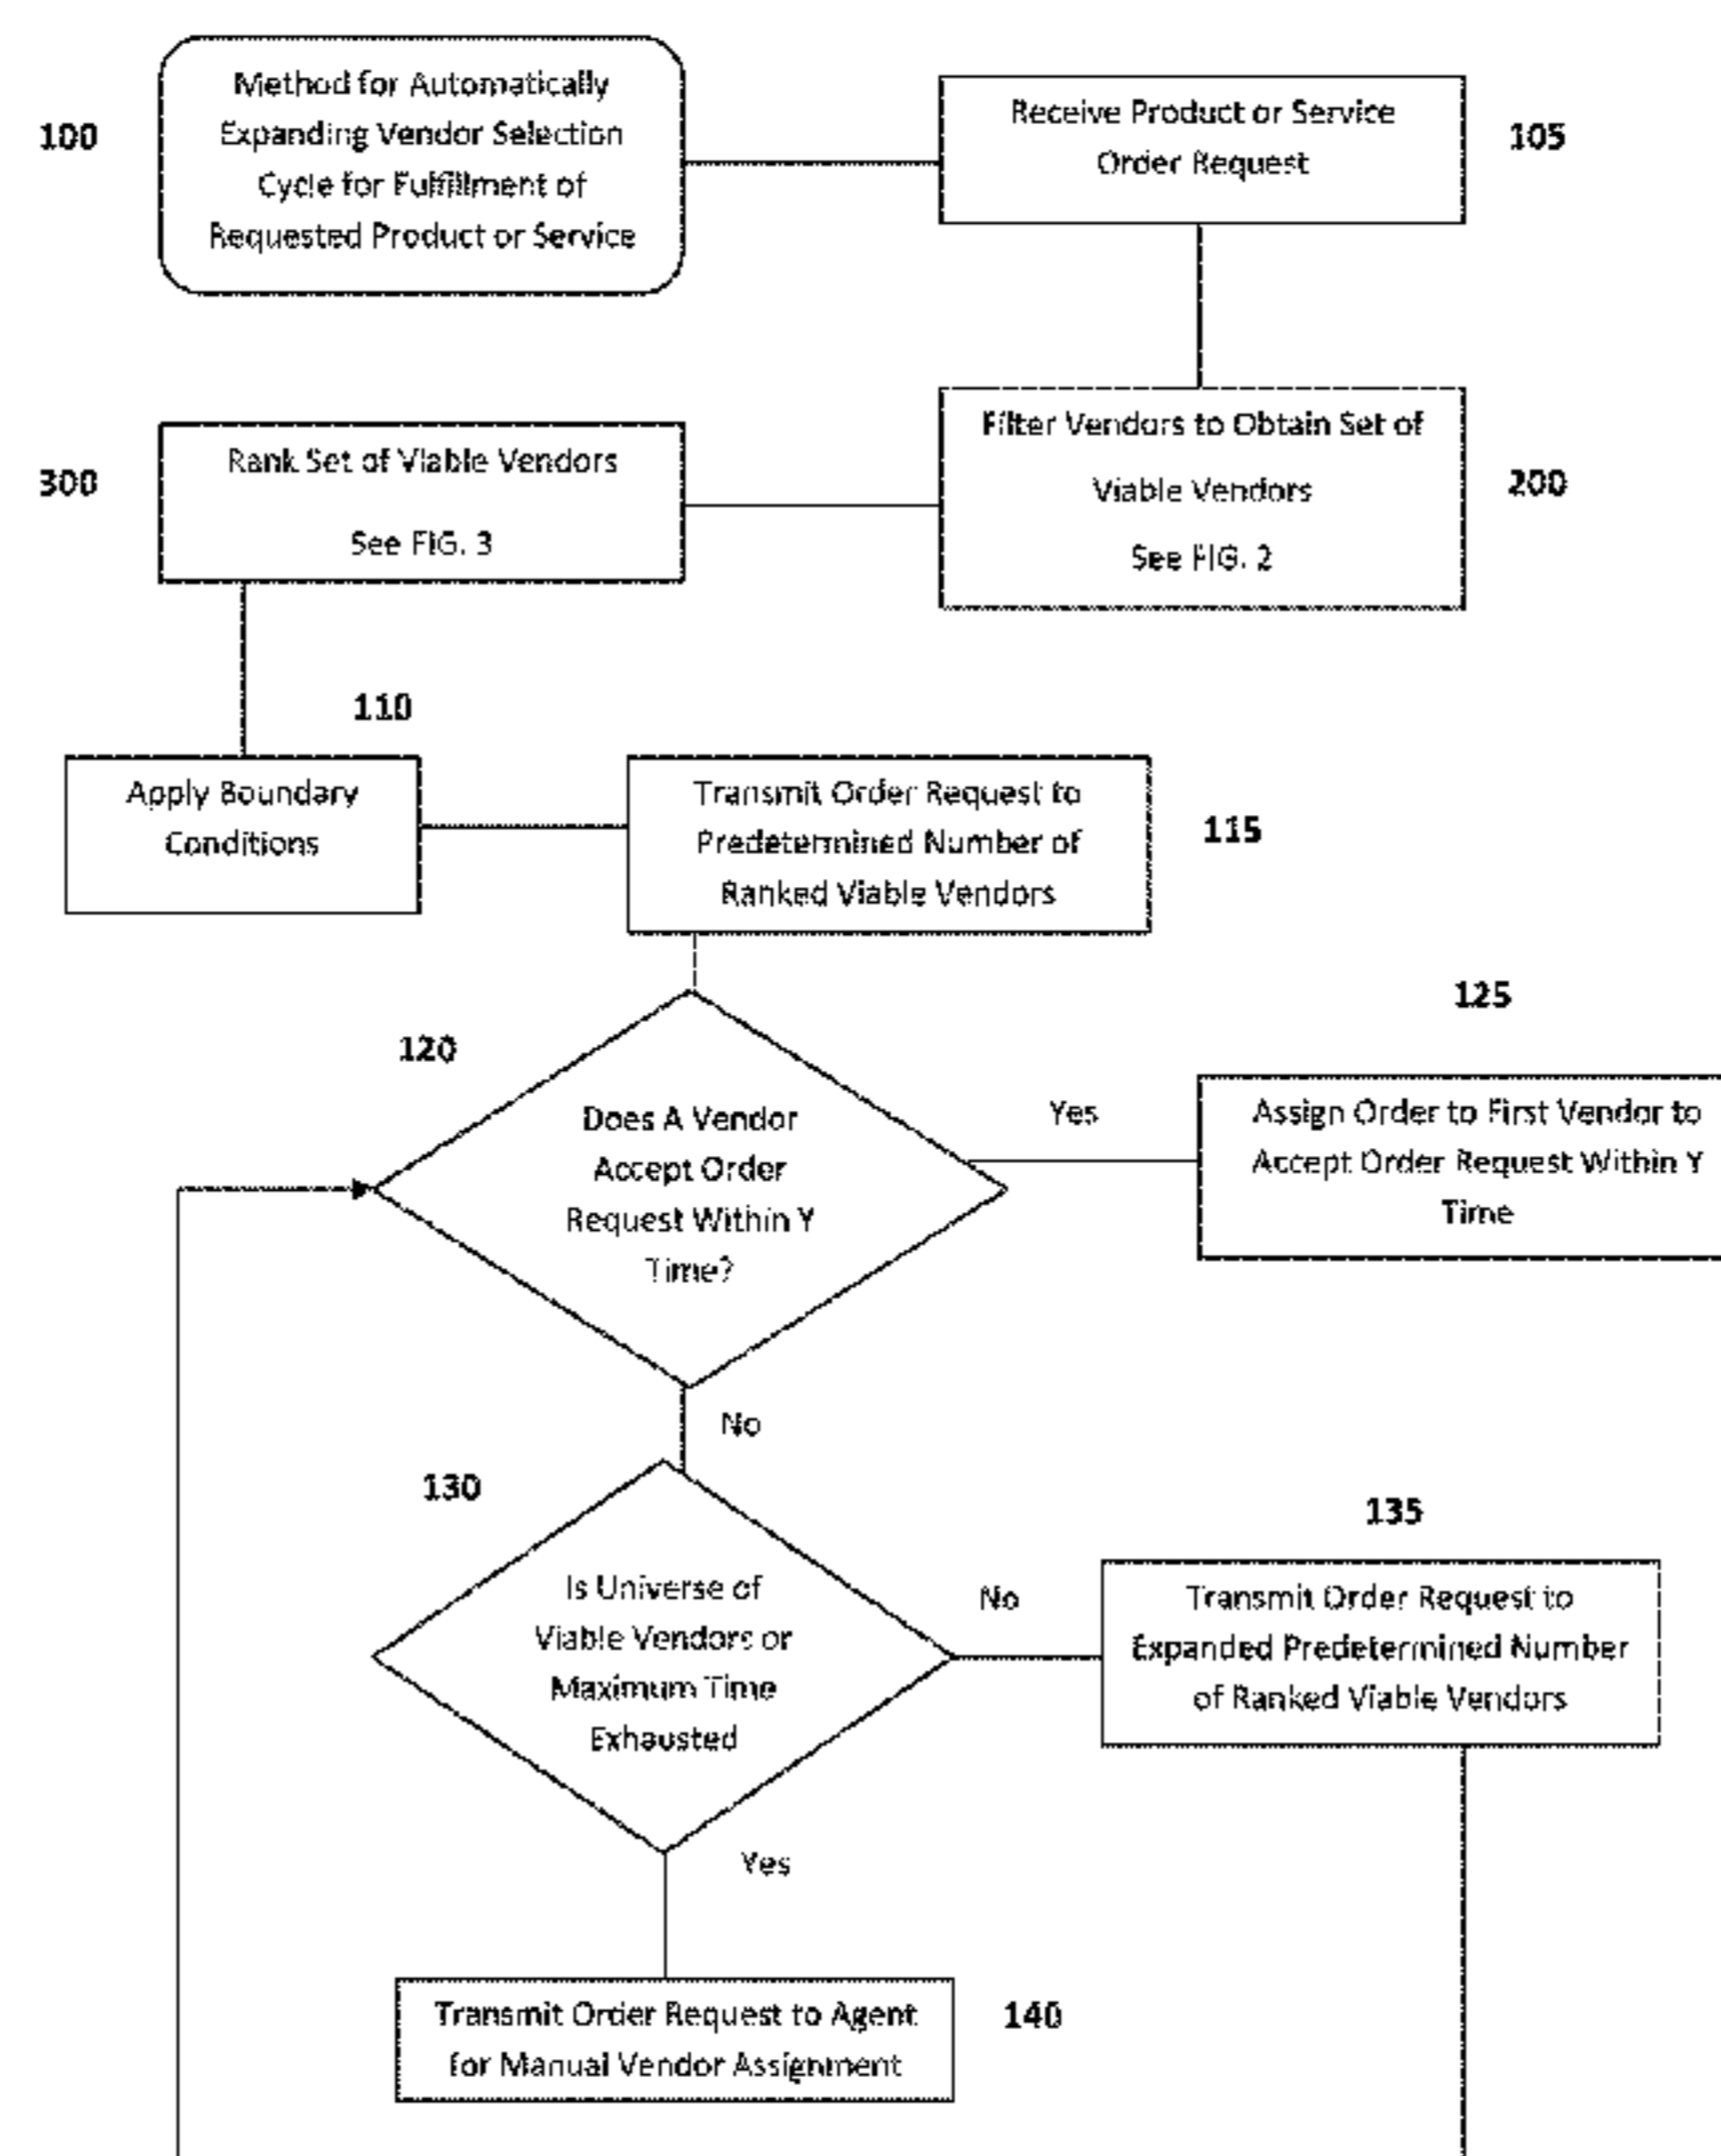 100
Method for Automatically
Expanding Vendor Selection
Cycle for Fulfillment of
Requested Product or Service
Receive Product or Service
Order Request
105
300
Rank Set of Viable Vendors
See FIG. 3
Filter Vendors to Obtain Set of
Viable Vendors
See FIG. 2
200
110
Apply Boundary
Conditions
Transmit Order Request to
Predetermined Number of
Ranked Viable Vendors
115
120
Does A Vendor
Accept Order
Request Within Y
Time?
Yes
125
Assign Order to First Vendor to
Accept Order Request Within Y
Time
No
130
Is Universe of
Viable Vendors or
Maximum Time
Exhausted
No
135
Transmit Order Request to
Expanded Predetermined Number
of Ranked Viable Vendors
Yes
Transmit Order Request to Agent
for Manual Vendor Assignment
140